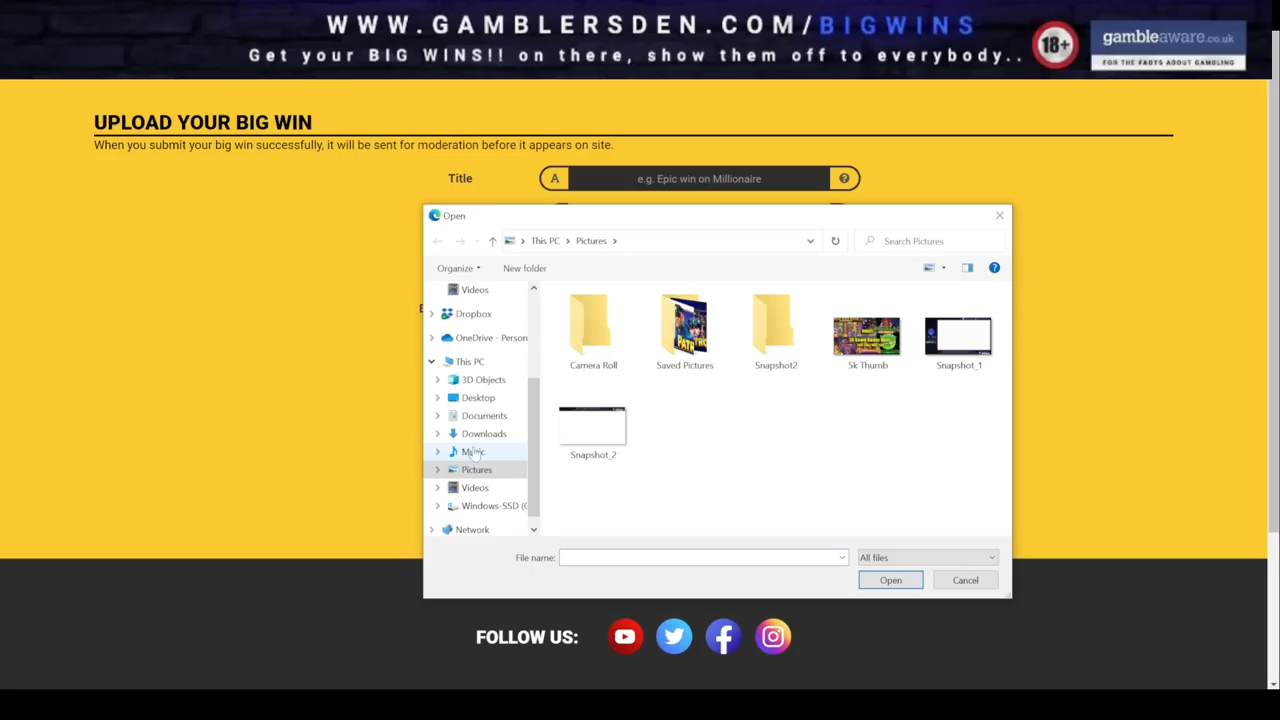 WWW.GAMBLERSDEN.COM/BIGWINS
Get your BIG WINS!! on there, show them off to everybody..
18+
gambleaware.co.uk
FOR THE FACTS ABOUT GAMBLING
UPLOAD YOUR BIG WIN
When you submit your big win successfully, it will be sent for moderation before it appears on site.
Title
A
e.g. Epic win on Millionaire
?
Open
This PC > Pictures >
Search Pictures
Organize
New folder
?
Videos
Dropbox
OneDrive - Person
This PC
3D Objects
Desktop
Documents
Downloads
Pictures
Videos
Windows-SSD (
Network
Camera Roll
Saved Pictures
Snapshot2
5k Thumb
Snapshot_1
Snapshot_2
File name:
All files
Open
Cancel
FOLLOW US: